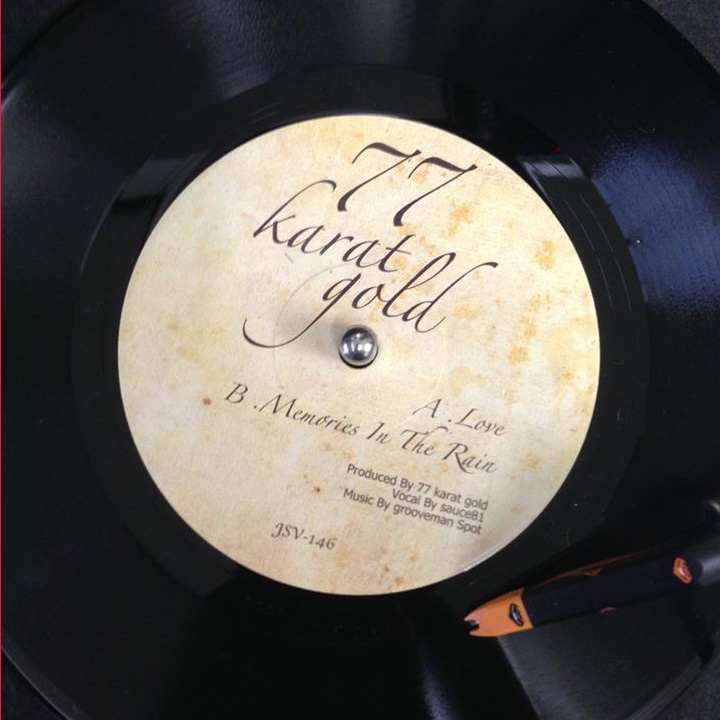 77
karat
gold
A .Love
B .Memories In The Rain
Produced By 77 karat gold
Vocal By sauce81
Music By grooveman Spot
JSV-146